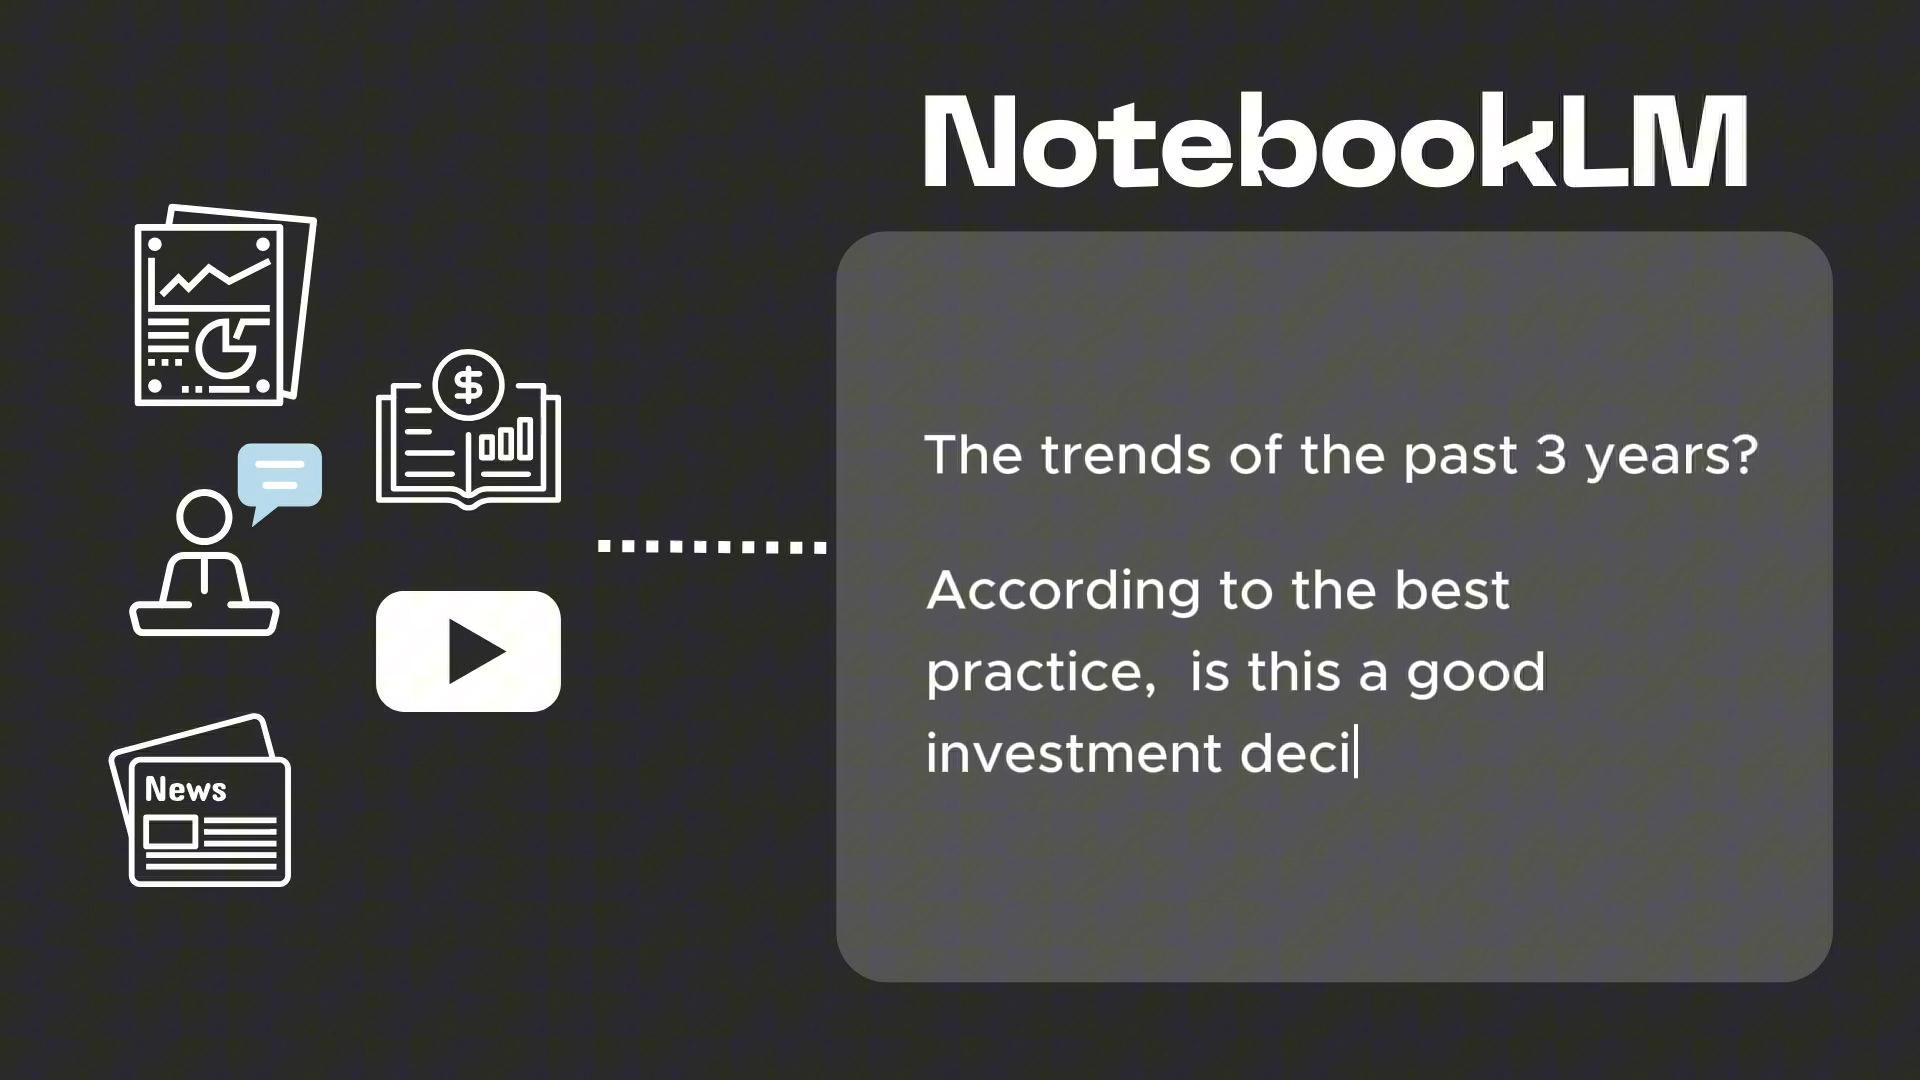 NotebookLM
$
The trends of the past 3 years?
According to the best
practice, is this a good
investment deci
News